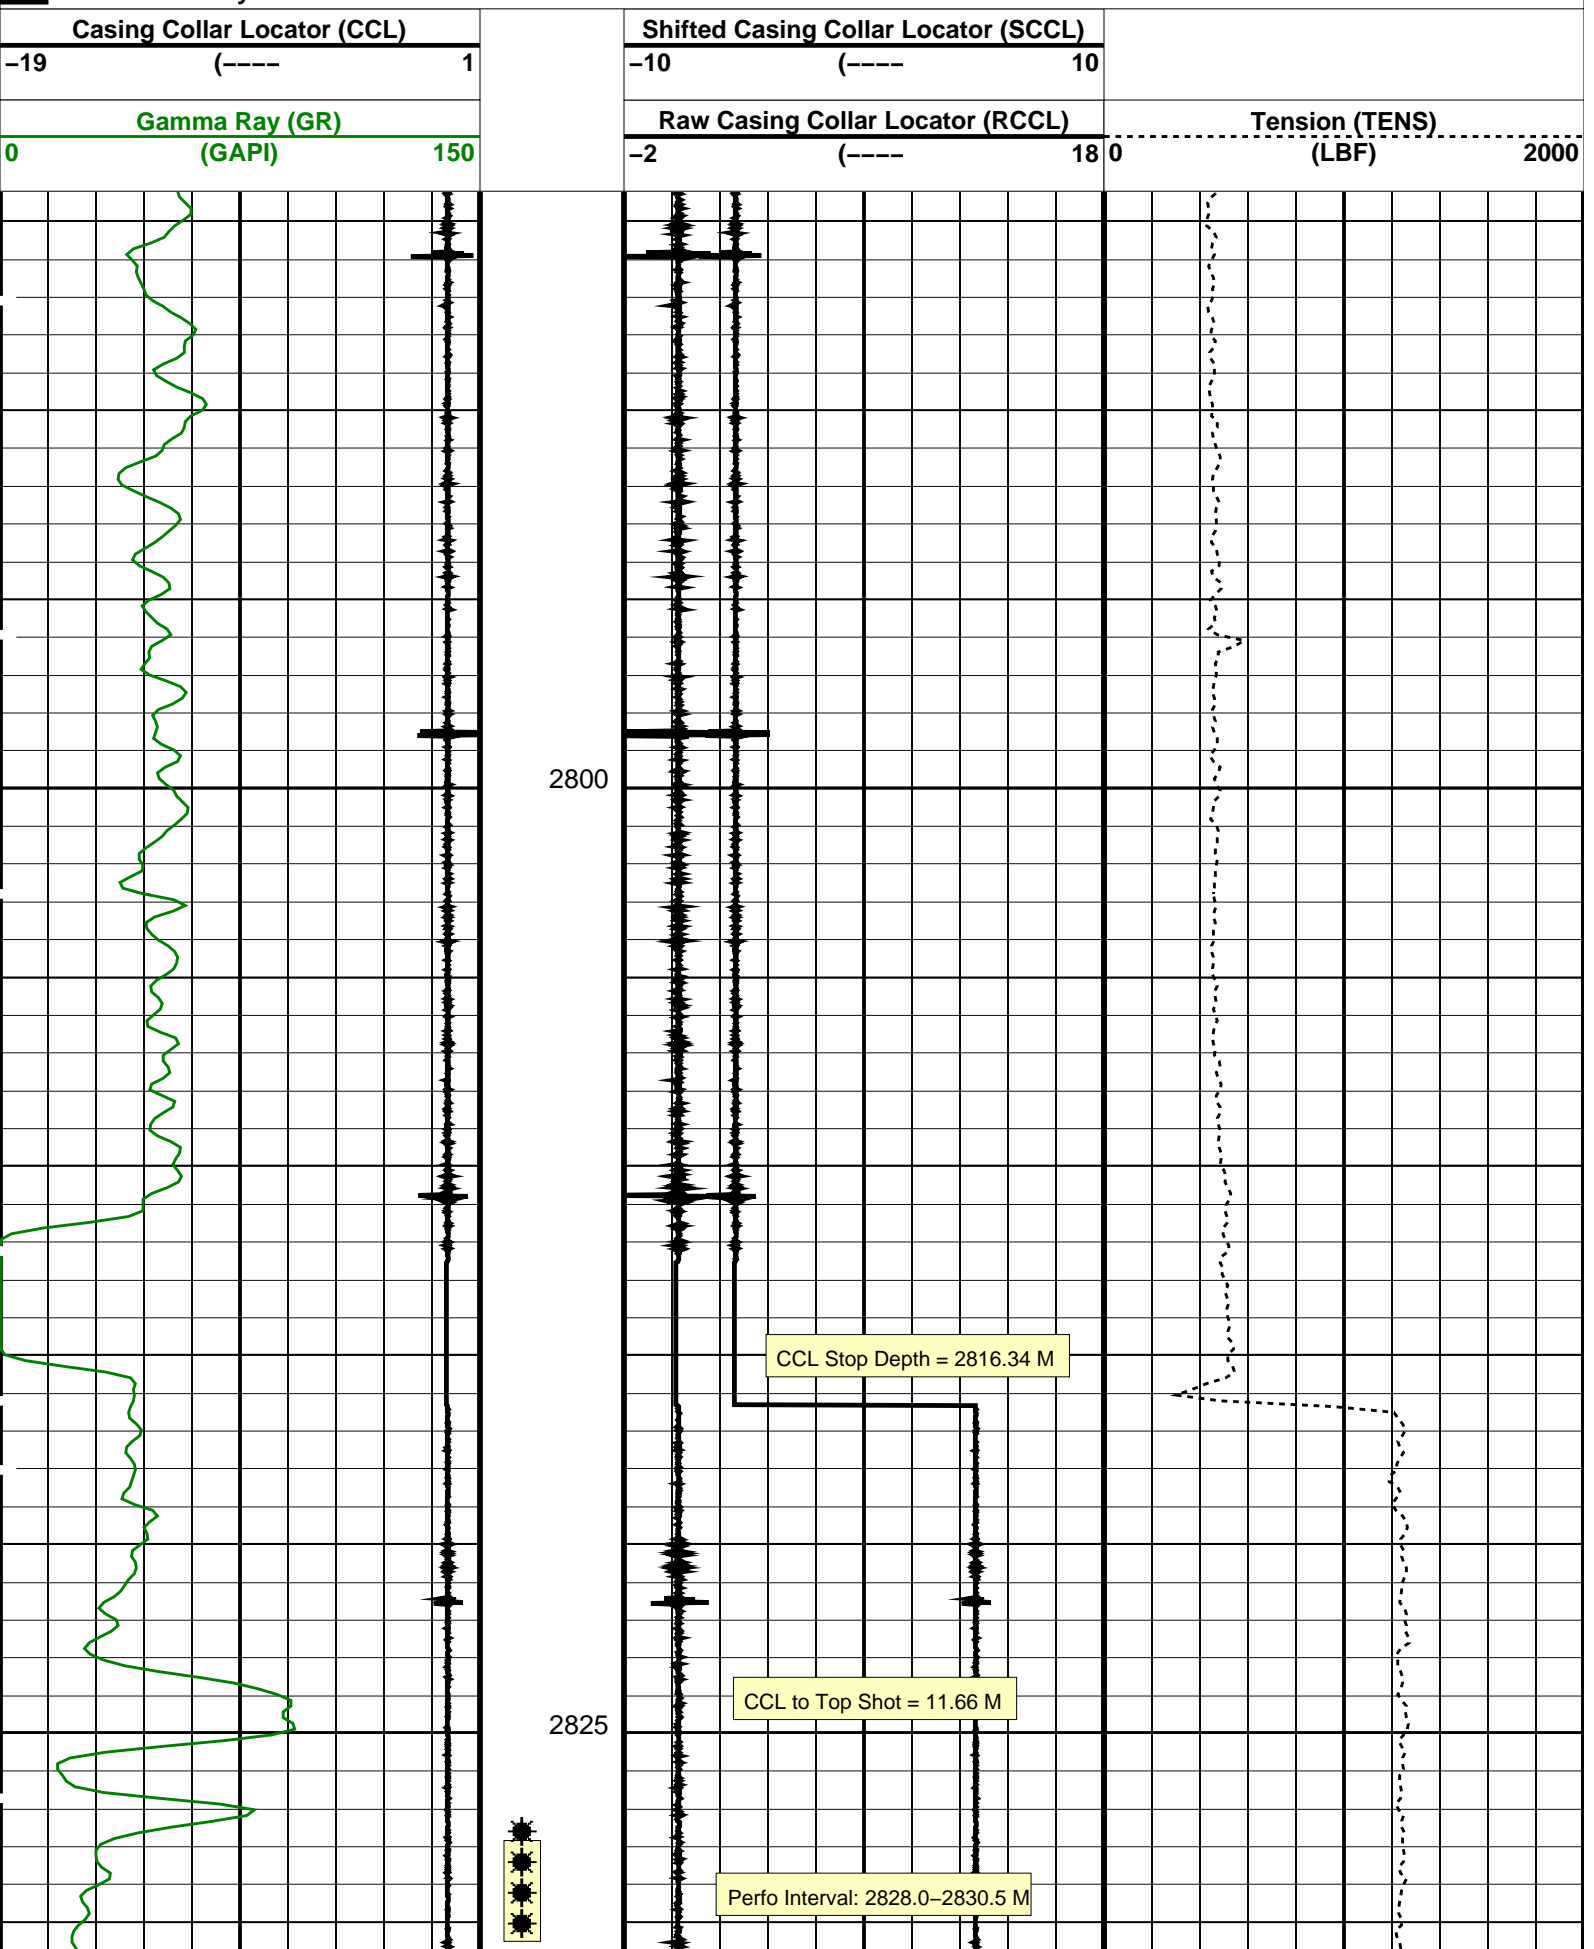 Casing Collar Locator (CCL)
−19 (−−−− 1
Shifted Casing Collar Locator (SCCL)
−10 (−−−− 10
Gamma Ray (GR)
0 (GAPI) 150
Raw Casing Collar Locator (RCCL)
−2 (−−−− 18
Tension (TENS)
0 (LBF) 2000
2800
CCL Stop Depth = 2816.34 M
CCL to Top Shot = 11.66 M
2825
Perfo Interval: 2828.0−2830.5 M